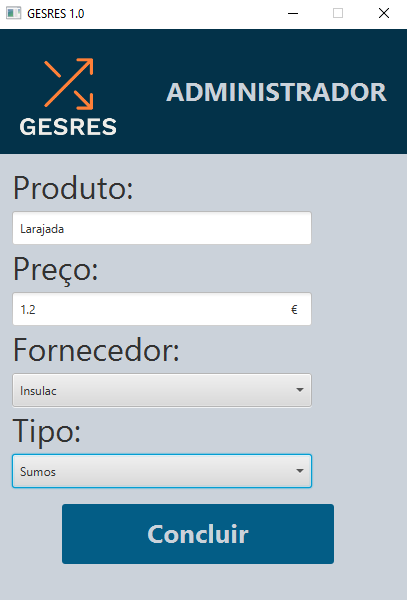 GESRES 1.0
GESRES
ADMINISTRADOR
Produto:
Larajada
Preço:
1.2 €
Fornecedor:
Insulac
Tipo:
Sumos
Concluir